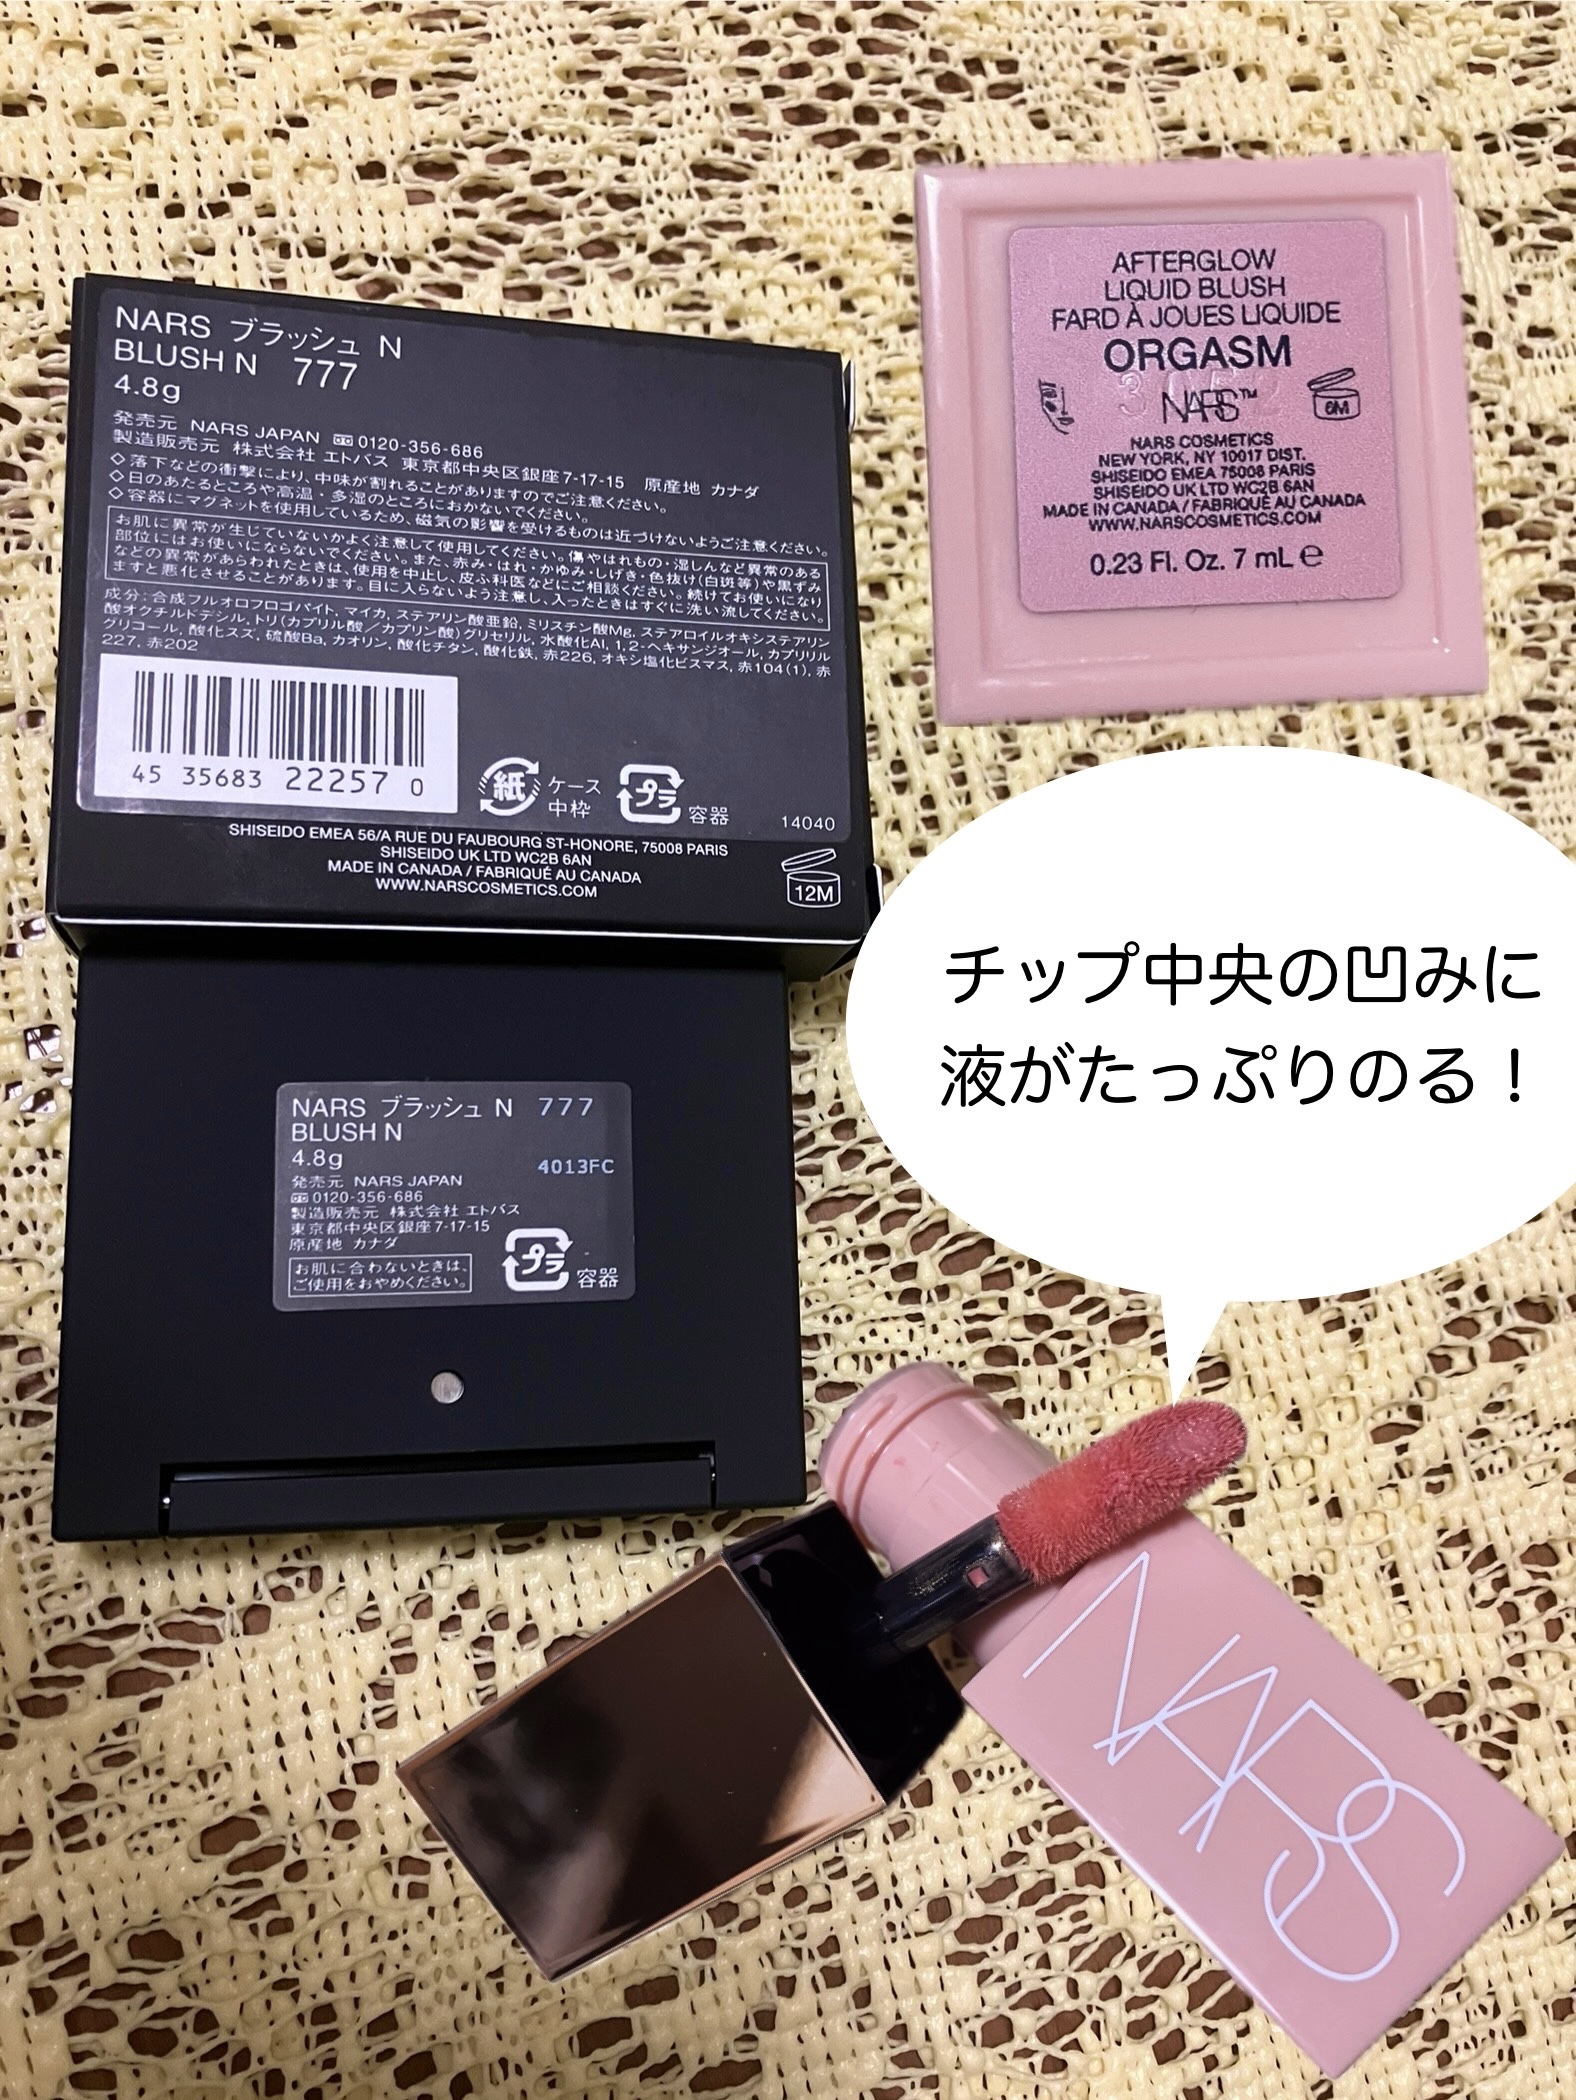 NARS ブラッシュ N
BLUSH N 777
4.8g
発売元 NARS JAPAN 0120-356-686
製造販売元 株式会社 エトバス 東京都中央区銀座7-17-15 原産地 カナダ
◇落下などの衝撃により、中味が割れることがありますのでご注意ください。
◇日のあたるところや高温・多湿のところにおかないでください。
◇容器にマグネットを使用しているため、磁気の影響を受けるものは近づけないようご注意ください。
お肌に異常が生じていないかよく注意して使用してください。傷やはれもの・湿しんなど異常のある
部位にはお使いにならないでください。また、赤み・はれ・かゆみ・しげき・色抜け(白斑等)や黒ずみ
などの異常があらわれたときは、使用を中止し、皮ふ科医などにご相談ください。続けてお使いになり
ますと悪化させることがあります。目に入らないよう注意し、入ったときはすぐに洗い流してください。
成分:合成フルオロフロゴパイト, マイカ, ステアリン酸亜鉛, ミリスチン酸Mg, ステアロイルオキシステアリン
酸オクチルドデシル, トリ(カプリル酸/カプリン酸)グリセリル, 水酸化Al, 1,2-ヘキサンジオール, カプリリル
グリコール, 酸化スズ, 硫酸Ba, カオリン, 酸化チタン, 酸化鉄, 赤226, オキシ塩化ビスマス, 赤104(1), 赤
227, 赤202
45 35683 22257 0
紙 ケース
中枠
プラ 容器
14040
SHISEIDO EMEA 56/A RUE DU FAUBOURG ST-HONORE, 75008 PARIS
SHISEIDO UK LTD WC2B 6AN
MADE IN CANADA / FABRIQUÉ AU CANADA
WWW.NARSCOSMETICS.COM
12M
AFTERGLOW
LIQUID BLUSH
FARD À JOUES LIQUIDE
ORGASM
NARS™
6M
NARS COSMETICS
NEW YORK, NY 10017 DIST.
SHISEIDO EMEA 75008 PARIS
SHISEIDO UK LTD WC2B 6AN
MADE IN CANADA / FABRIQUÉ AU CANADA
WWW.NARSCOSMETICS.COM
0.23 Fl. Oz. 7 mL ℮
チップ中央の凹みに
液がたっぷりのる！
NARS ブラッシュ N 777
BLUSH N
4.8g
4013FC
発売元 NARS JAPAN
0120-356-686
製造販売元 株式会社 エトバス
東京都中央区銀座7-17-15
原産地 カナダ
お肌に合わないときは、
ご使用をおやめください。
プラ 容器
NARS